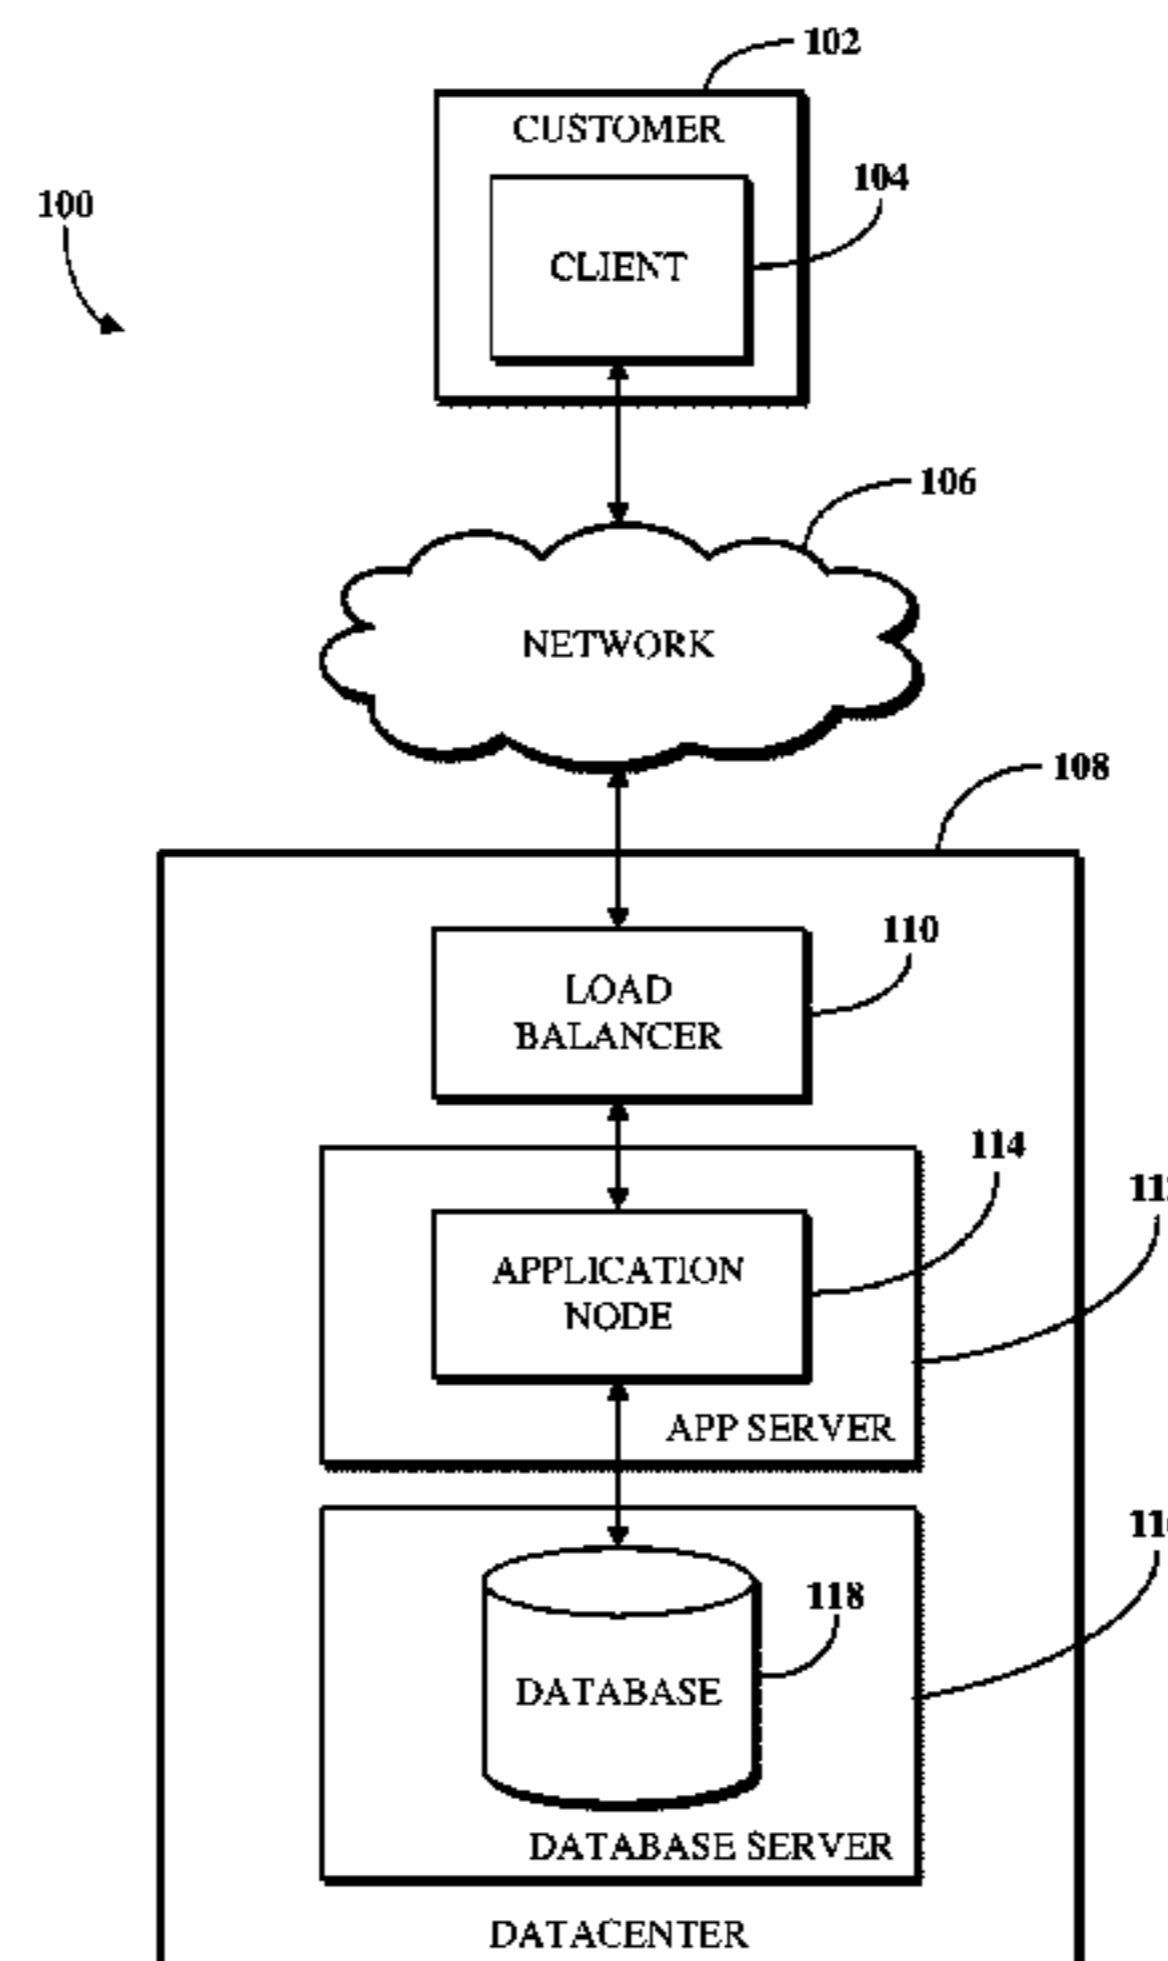 102
CUSTOMER
104
100
CLIENT
106
NETWORK
108
110
LOAD
BALANCER
114
APPLICATION
NODE
APP SERVER
118
DATABASE
DATABASE SERVER
DATACENTER